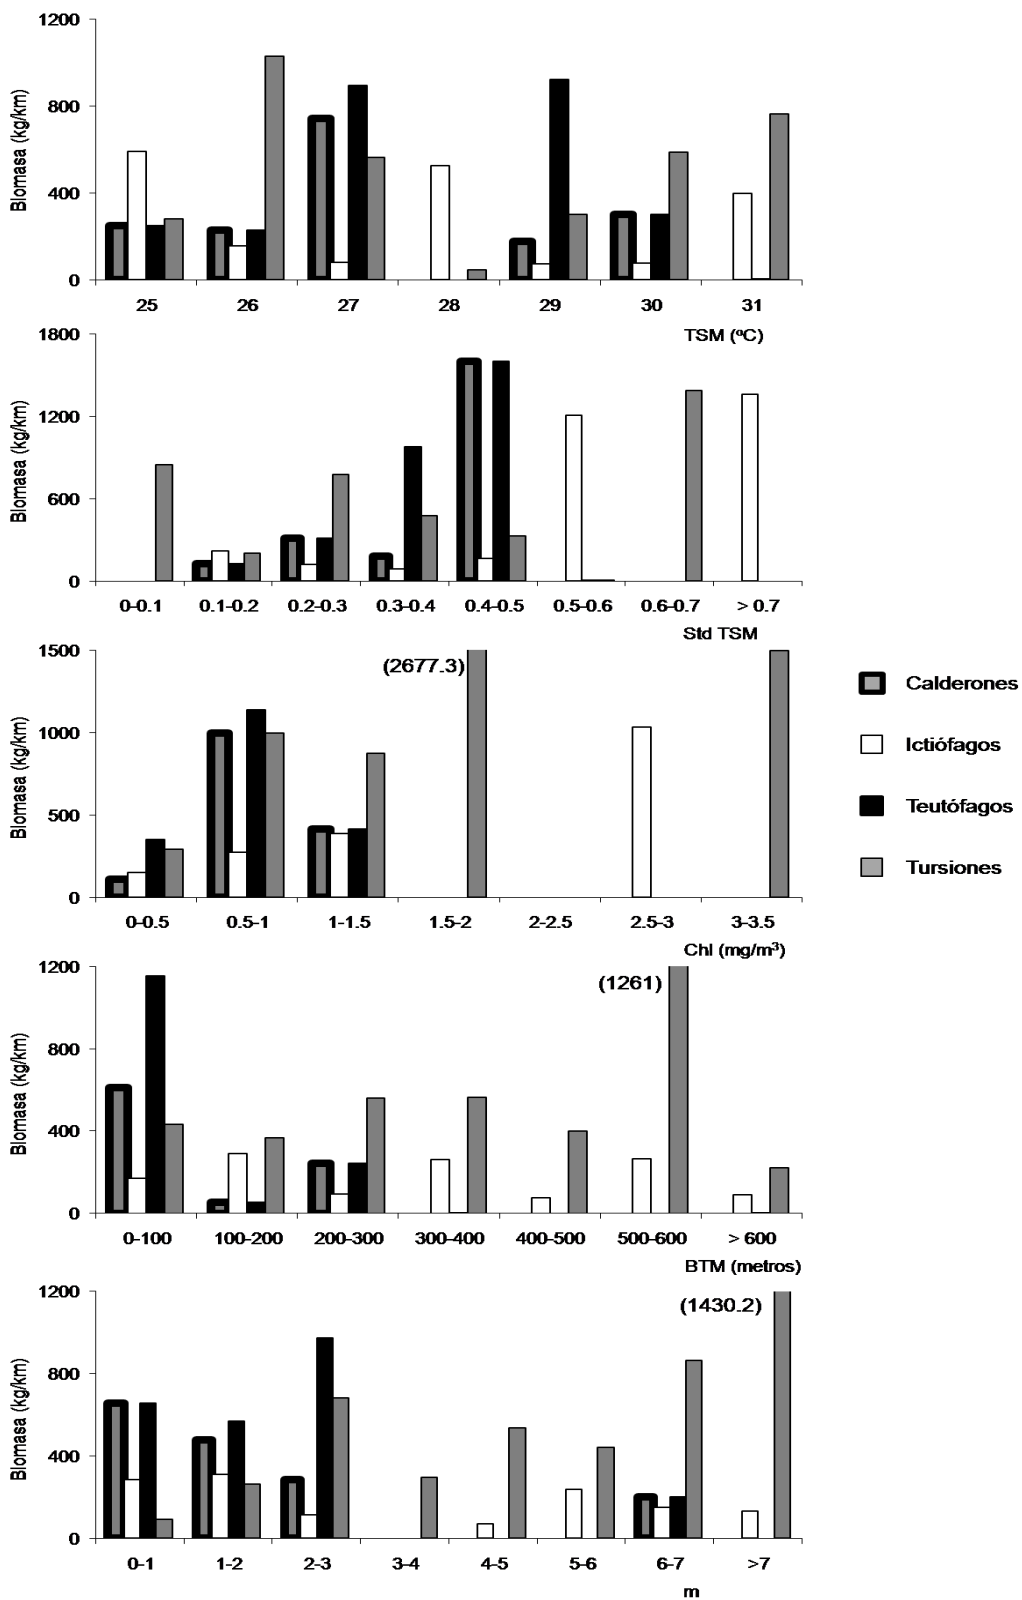 1200
800
400
0
Biomasa (kg/km)
25 26 27 28 29 30 31
TSM (ºC)
1800
1200
600
0
Biomasa (kg/km)
0-0.1 0.1-0.2 0.2-0.3 0.3-0.4 0.4-0.5 0.5-0.6 0.6-0.7 > 0.7
Std TSM
1500
1000
500
0
Biomasa (kg/km)
(2677.3)
0-0.5 0.5-1 1-1.5 1.5-2 2-2.5 2.5-3 3-3.5
Chl (mg/m³)
Calderones
Ictiófagos
Teutófagos
Tursiones
1200
800
400
0
Biomasa (kg/km)
(1261)
0-100 100-200 200-300 300-400 400-500 500-600 > 600
BTM (metros)
1200
800
400
0
Biomasa (kg/km)
(1430.2)
0-1 1-2 2-3 3-4 4-5 5-6 6-7 >7
m